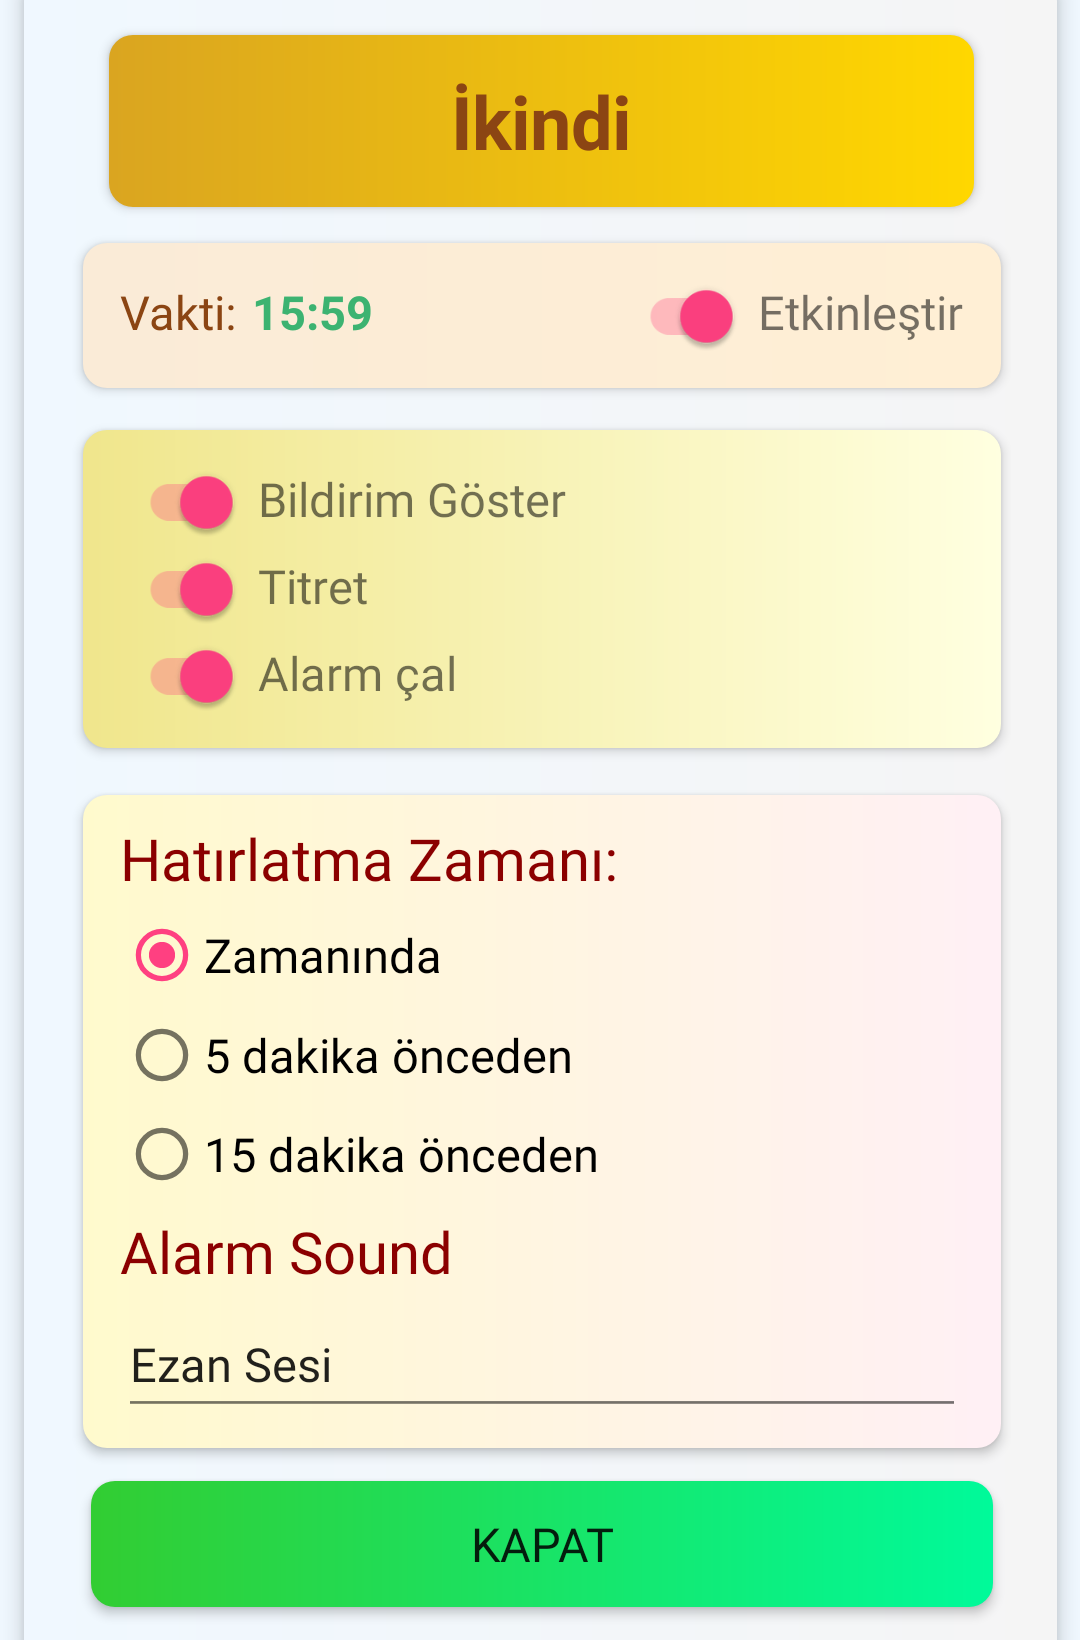 İkindi
Vakti: 15:59
Etkinleştir
Bildirim Göster
Titret
Alarm çal
Hatırlatma Zamanı:
Zamanında
5 dakika önceden
15 dakika önceden
Alarm Sound
Ezan Sesi
KAPAT